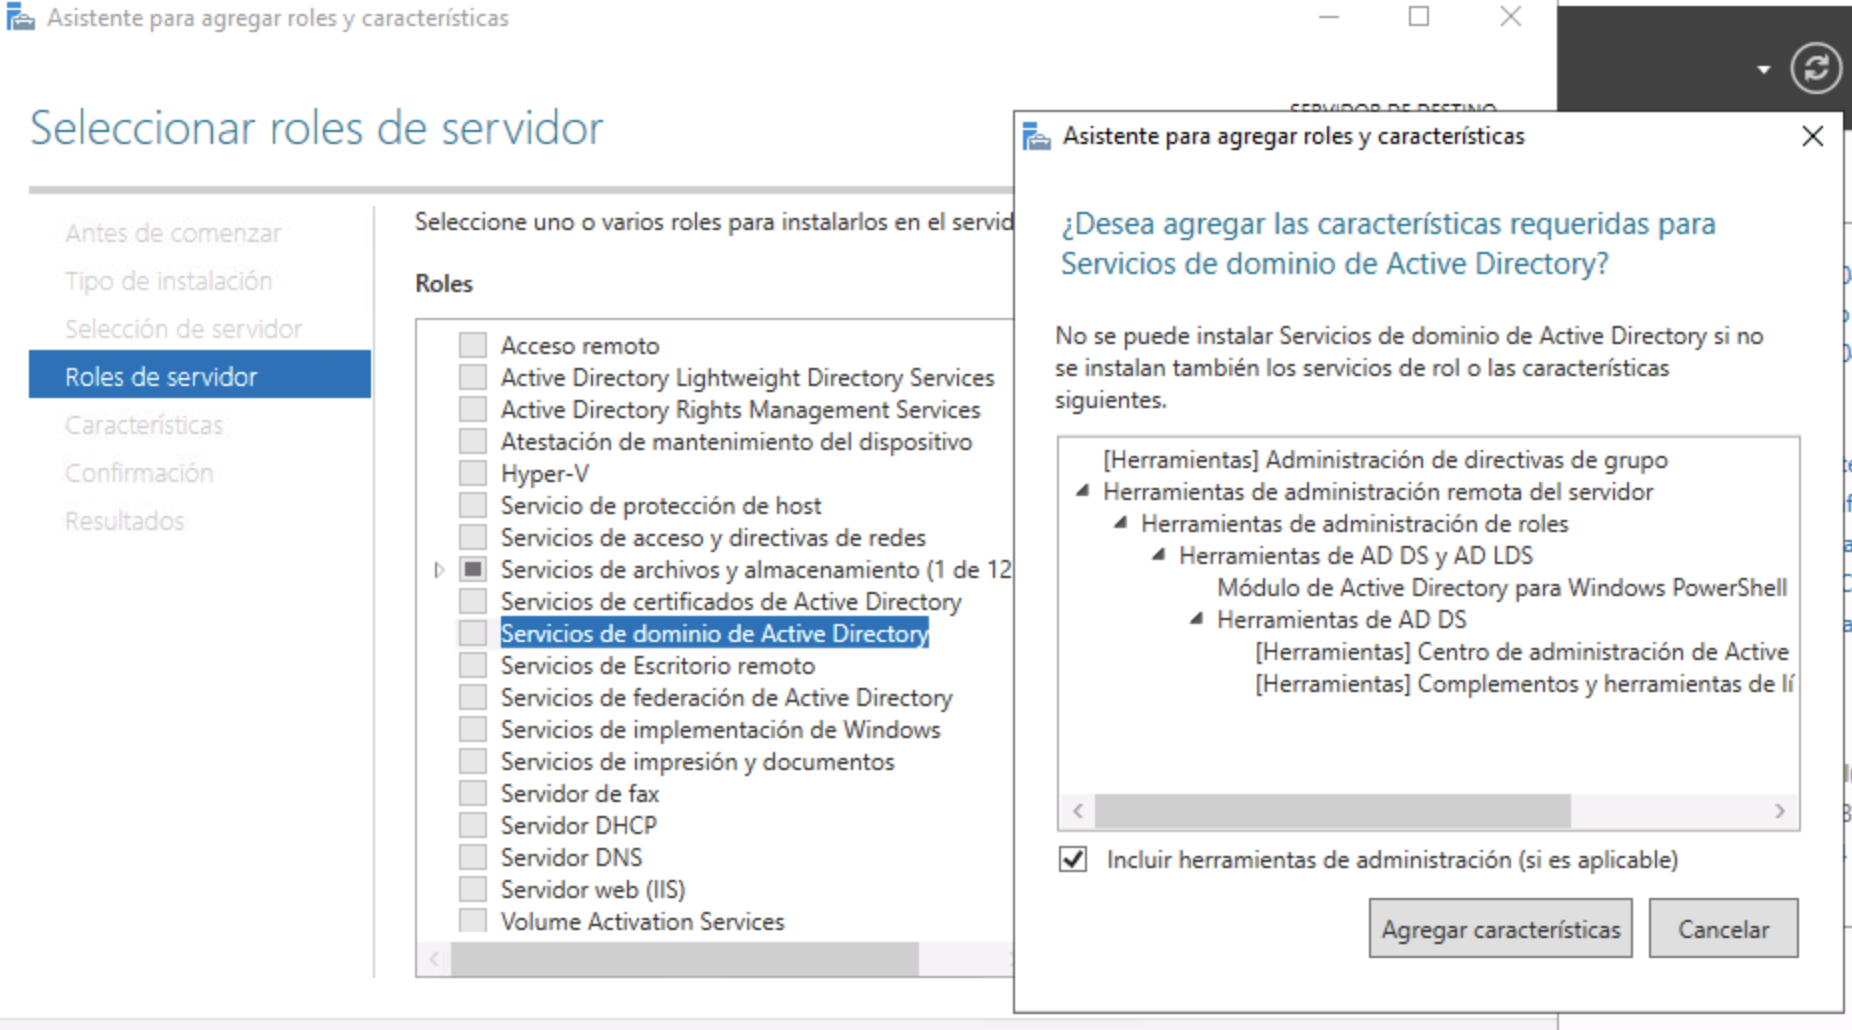 Asistente para agregar roles y características
Seleccionar roles de servidor
Antes de comenzar
Tipo de instalación
Selección de servidor
Roles de servidor
Características
Confirmación
Resultados
Seleccione uno o varios roles para instalarlos en el servid
Roles
Acceso remoto
Active Directory Lightweight Directory Services
Active Directory Rights Management Services
Atestación de mantenimiento del dispositivo
Hyper-V
Servicio de protección de host
Servicios de acceso y directivas de redes
Servicios de archivos y almacenamiento (1 de 12
Servicios de certificados de Active Directory
Servicios de dominio de Active Directory
Servicios de Escritorio remoto
Servicios de federación de Active Directory
Servicios de implementación de Windows
Servicios de impresión y documentos
Servidor de fax
Servidor DHCP
Servidor DNS
Servidor web (IIS)
Volume Activation Services
SERVIDOR DE DESTINO
Asistente para agregar roles y características
¿Desea agregar las características requeridas para
Servicios de dominio de Active Directory?
No se puede instalar Servicios de dominio de Active Directory si no
se instalan también los servicios de rol o las características
siguientes.
[Herramientas] Administración de directivas de grupo
Herramientas de administración remota del servidor
Herramientas de administración de roles
Herramientas de AD DS y AD LDS
Módulo de Active Directory para Windows PowerShell
Herramientas de AD DS
[Herramientas] Centro de administración de Active
[Herramientas] Complementos y herramientas de lí
Incluir herramientas de administración (si es aplicable)
Agregar características
Cancelar